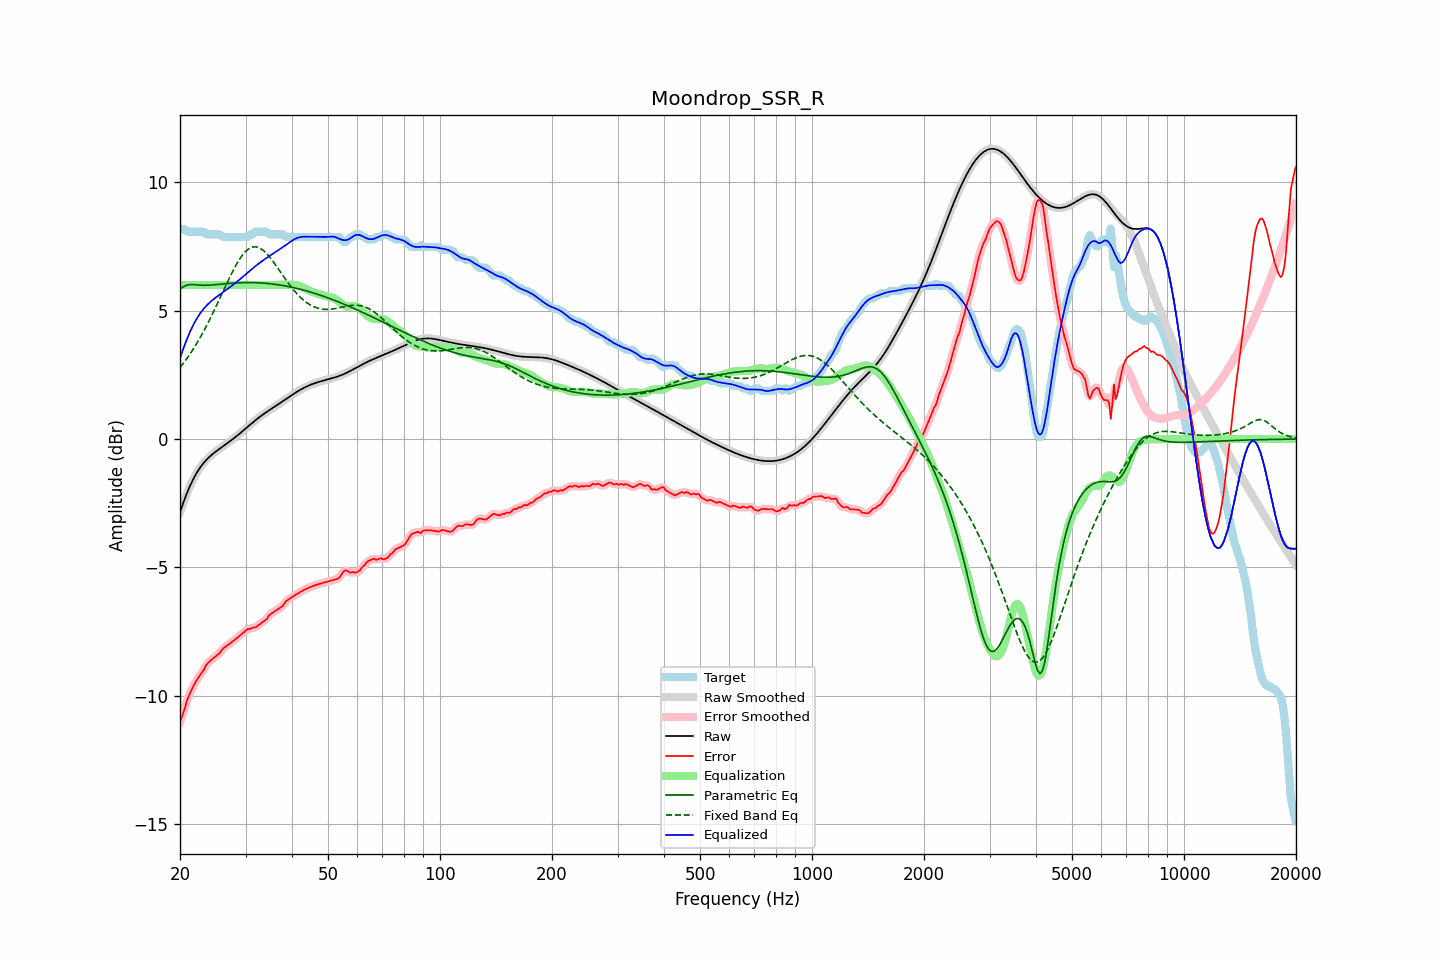 Moondrop_SSR_R
Amplitude (dBr)
10
5
0
−5
−10
−15
Target
Raw Smoothed
Error Smoothed
Raw
Error
Equalization
Parametric Eq
Fixed Band Eq
Equalized
20 50 100 200 500 1000 2000 5000 10000 20000
Frequency (Hz)